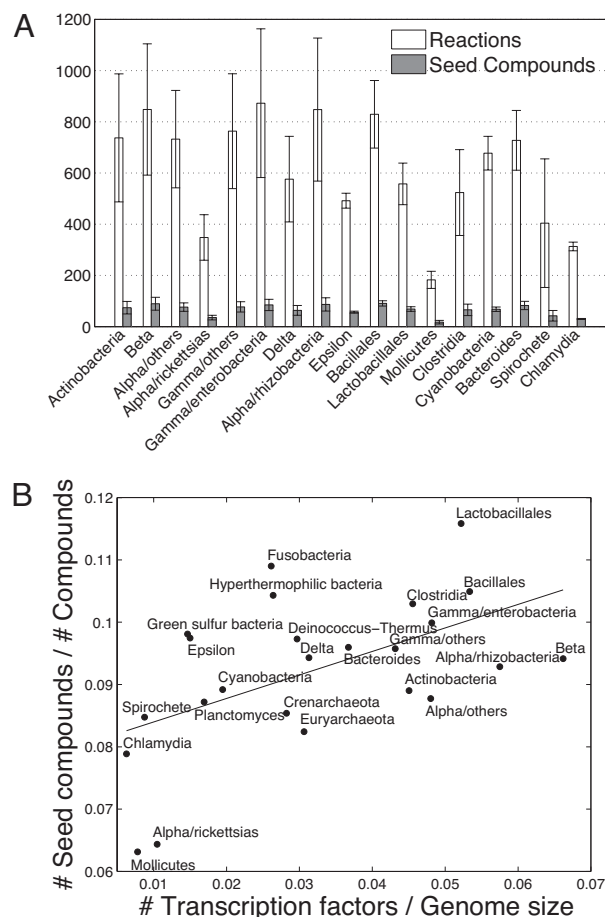 A
1200
1000
800
600
400
200
0
Reactions
Seed Compounds
Actinobacteria
Beta
Alpha/others
Alpha/rickettsias
Gamma/others
Gamma/enterobacteria
Delta
Alpha/rhizobacteria
Epsilon
Bacillales
Lactobacillales
Mollicutes
Clostridia
Cyanobacteria
Bacteroides
Spirochete
Chlamydia
B
# Seed compounds / # Compounds
0.12
0.11
0.1
0.09
0.08
0.07
0.06
Lactobacillales
Fusobacteria
Hyperthermophilic bacteria
Bacillales
Clostridia
Gamma/enterobacteria
Green sulfur bacteria
Deinococcus–Thermus
Epsilon
Delta
Gamma/others
Bacteroides
Alpha/rhizobacteria
Beta
Cyanobacteria
Actinobacteria
Spirochete
Planctomyces
Crenarchaeota
Alpha/others
Euryarchaeota
Chlamydia
Alpha/rickettsias
Mollicutes
0.01 0.02 0.03 0.04 0.05 0.06 0.07
# Transcription factors / Genome size